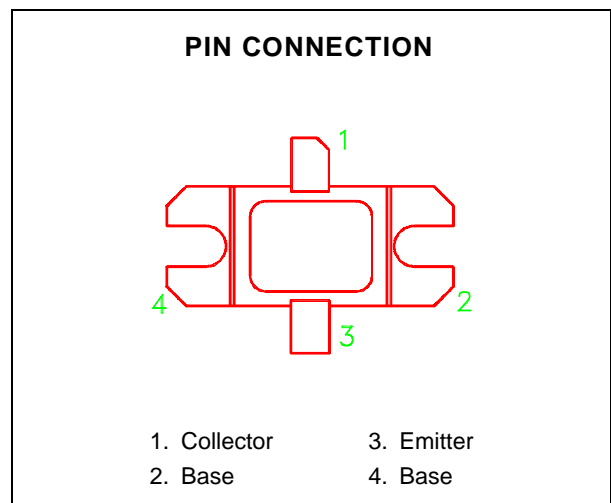 PIN CONNECTION
1
4
2
3
1. Collector 3. Emitter
2. Base 4. Base